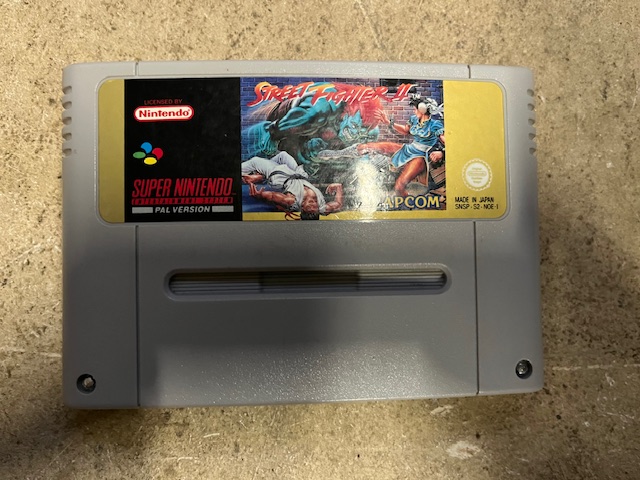 LICENSED BY
Nintendo
SUPER NINTENDO
ENTERTAINMENT SYSTEM
PAL VERSION
STREET FIGHTER II
CAPCOM
MADE IN JAPAN
SNSP-S2-NOE-1